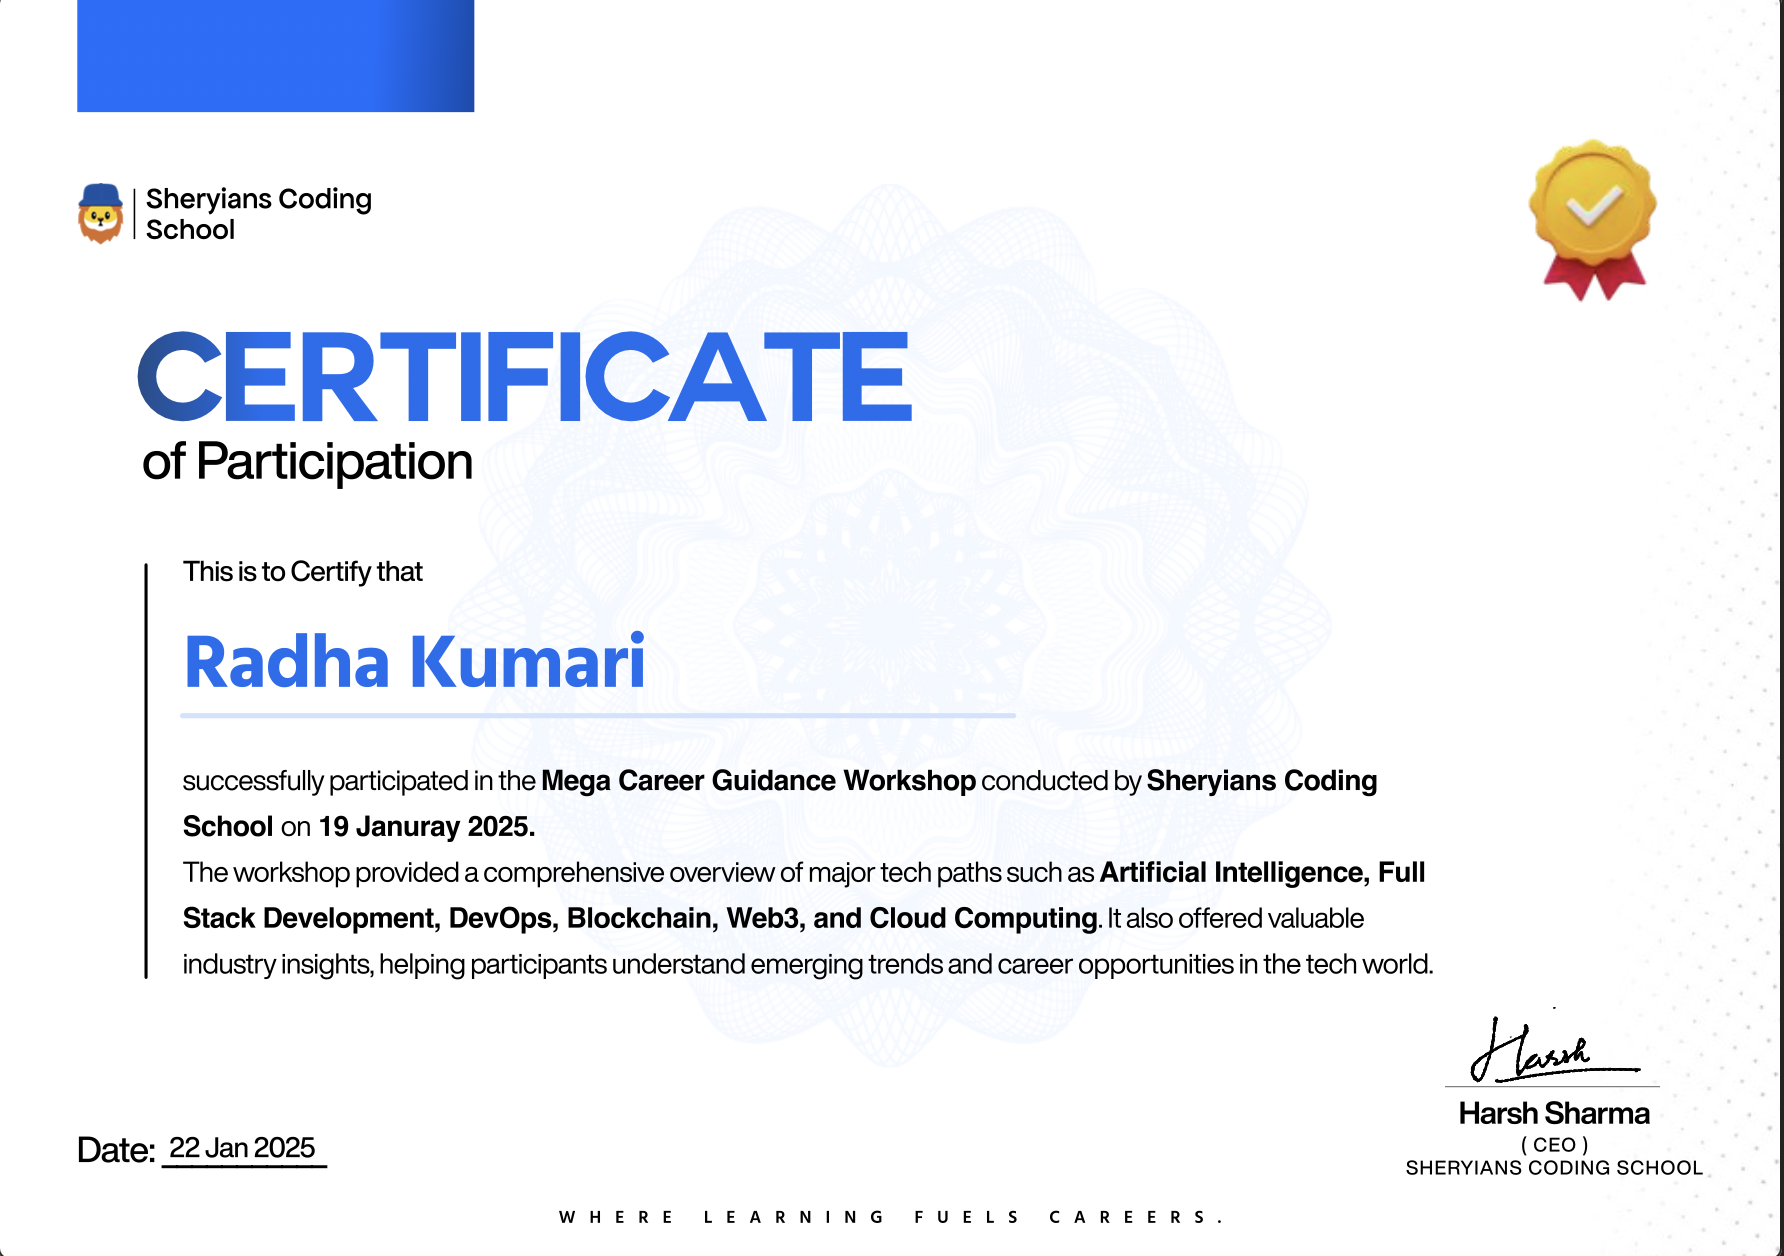 Sheryians Coding
School
CERTIFICATE
of Participation
This is to Certify that
Radha Kumari
successfully participated in the Mega Career Guidance Workshop conducted by Sheryians Coding
School on 19 Januray 2025.
The workshop provided a comprehensive overview of major tech paths such as Artificial Intelligence, Full
Stack Development, DevOps, Blockchain, Web3, and Cloud Computing. It also offered valuable
industry insights, helping participants understand emerging trends and career opportunities in the tech world.
Harsh
Harsh Sharma
( CEO )
SHERYIANS CODING SCHOOL
Date: 22 Jan 2025
WHERE LEARNING FUELS CAREERS.